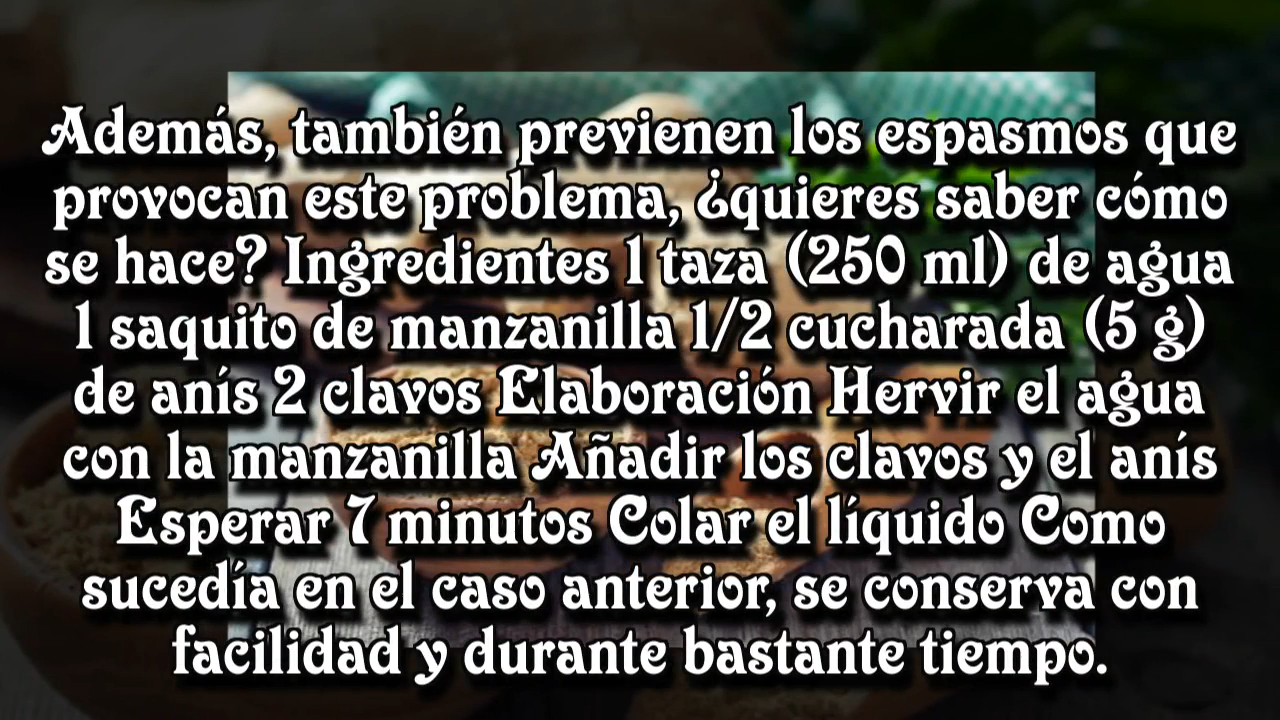 Además, también previenen los espasmos que
provocan este problema, ¿quieres saber cómo
se hace? Ingredientes 1 taza (250 ml) de agua
1 saquito de manzanilla 1/2 cucharada (5 g)
de anís 2 clavos Elaboración Hervir el agua
con la manzanilla Añadir los clavos y el anís
Esperar 7 minutos Colar el líquido Como
sucedía en el caso anterior, se conserva con
facilidad y durante bastante tiempo.